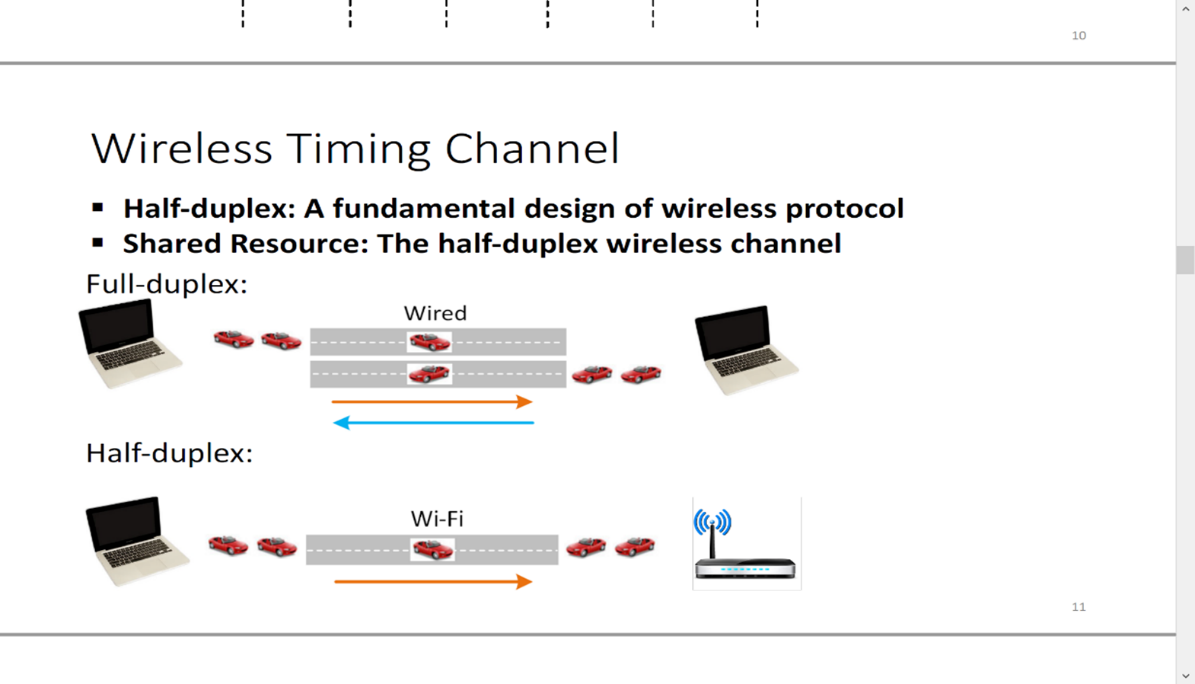 10
Wireless Timing Channel
▪ Half-duplex: A fundamental design of wireless protocol
▪ Shared Resource: The half-duplex wireless channel
Full-duplex:
Wired
Half-duplex:
Wi-Fi
11